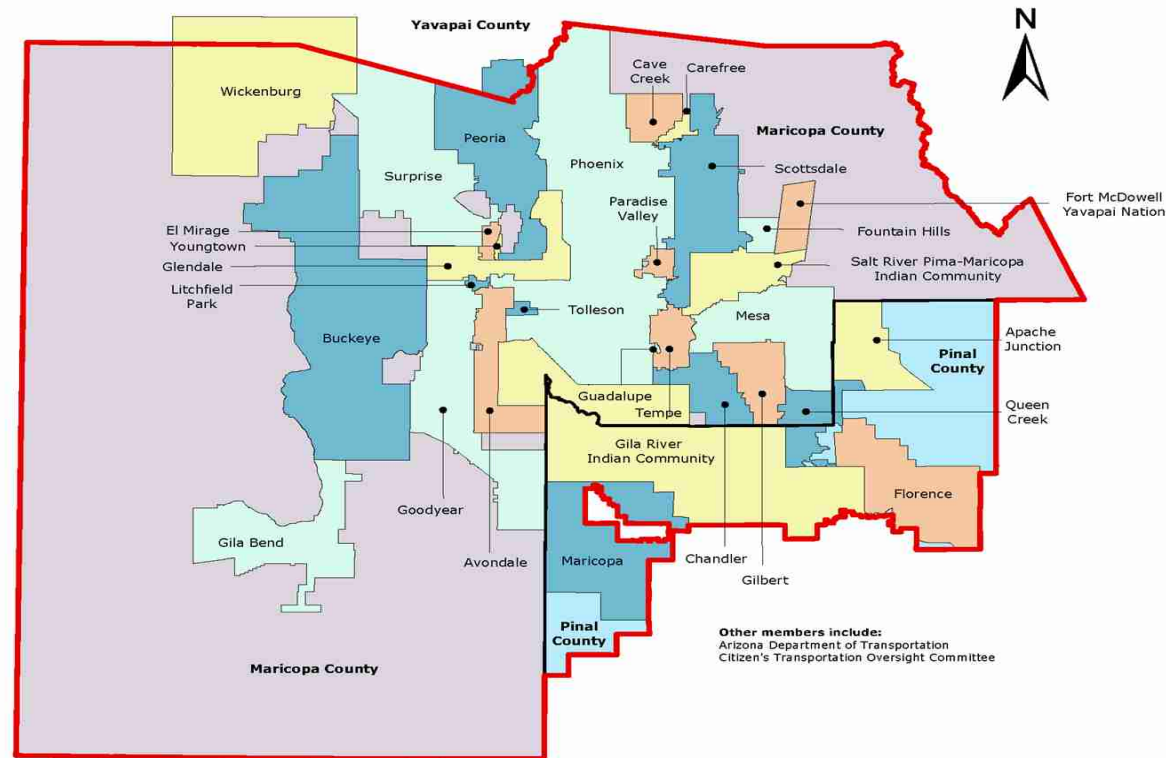 Yavapai County
N
Wickenburg
Cave
Creek
Carefree
Peoria
Maricopa County
Phoenix
Scottsdale
Surprise
Paradise
Valley
Fort McDowell
Yavapai Nation
El Mirage
Youngtown
Fountain Hills
Glendale
Salt River Pima-Maricopa
Indian Community
Litchfield
Park
Tolleson
Mesa
Buckeye
Apache
Junction
Pinal
County
Guadalupe
Tempe
Queen
Creek
Gila River
Indian Community
Florence
Goodyear
Gila Bend
Avondale
Maricopa
Chandler
Gilbert
Pinal
County
Other members include:
Arizona Department of Transportation
Citizen's Transportation Oversight Committee
Maricopa County